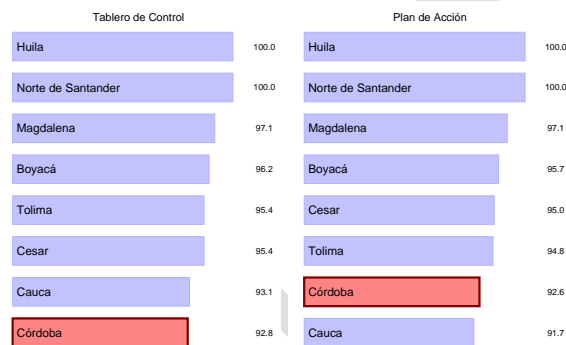 Tablero de Control
Plan de Acción
Huila 100.0
Huila 100.0
Norte de Santander 100.0
Norte de Santander 100.0
Magdalena 97.1
Magdalena 97.1
Boyacá 96.2
Boyacá 95.7
Tolima 95.4
Cesar 95.0
Cesar 95.4
Tolima 94.8
Cauca 93.1
Córdoba 92.6
Córdoba 92.8
Cauca 91.7